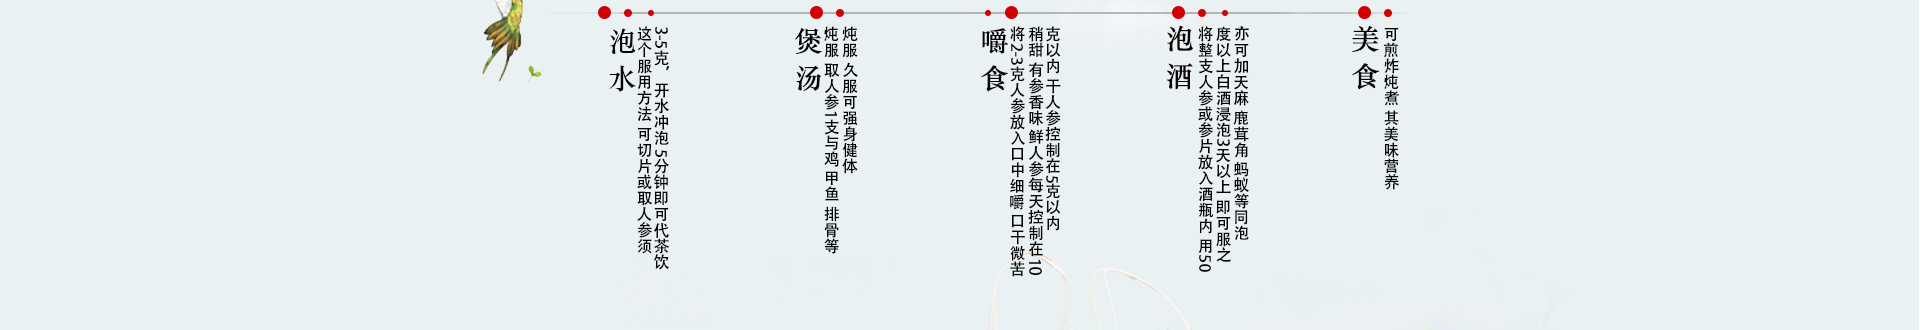 泡水
这个服用方法 可切片或取人参须
3-5克，开水冲泡 5分钟即可代茶饮
煲汤
炖服 取人参1支与鸡 甲鱼 排骨等
炖服 久服可强身健体
嚼食
将2-3克人参放入口中细嚼 口干微苦
稍甜 有参香味 鲜人参每天控制在10
克以内 干人参控制在5克以内
泡酒
将整支人参或参片放入酒瓶内 用50
度以上白酒浸泡3天以上 即可服之
亦可加天麻 鹿茸角 蚂蚁等同泡
美食
可煎炸炖煮 其美味营养